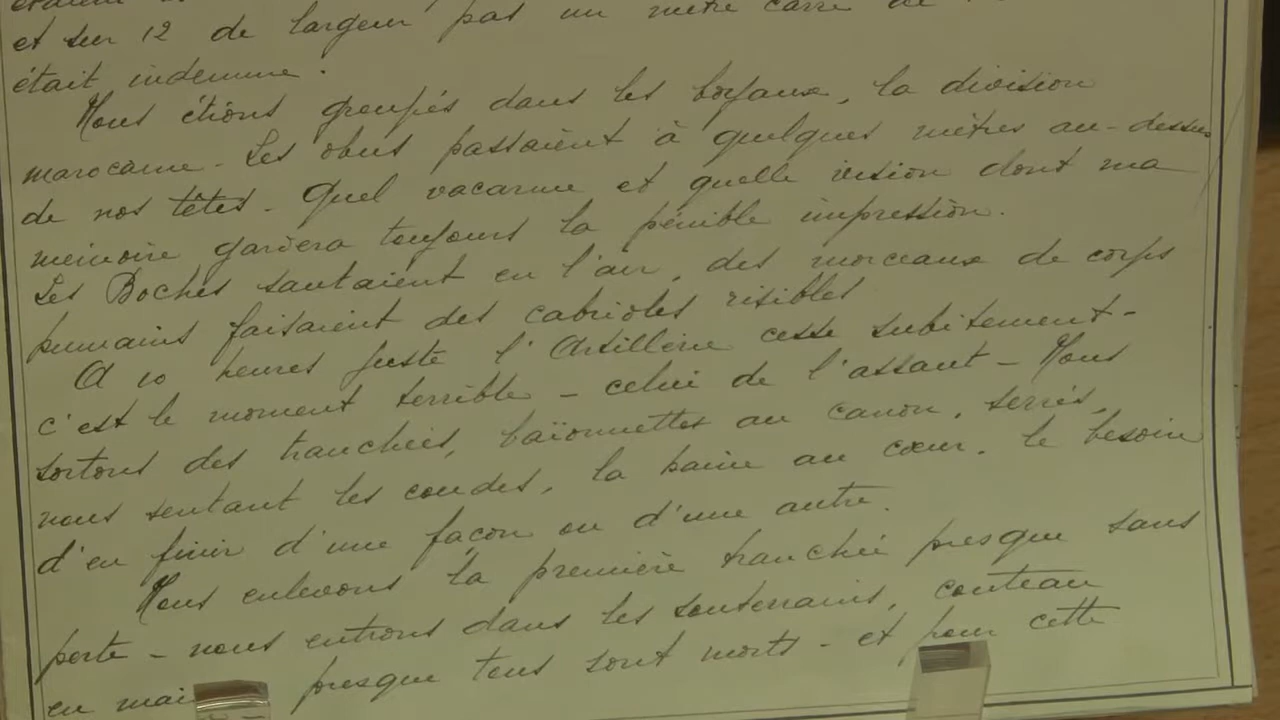 et sur 12 de largeur pas un mètre carré
était indemne.
Nous étions groupés dans les boyaux, la division
marocaine. Les obus passaient à quelques mètres au-dessus
de nos têtes. Quel vacarme et quelle vision dont ma
mémoire gardera toujours la pénible impression.
Les Boches sautaient en l'air, des morceaux de corps
humains faisaient des cabrioles risibles
A 10 heures juste l'Artillerie cesse subitement -
c'est le moment terrible - celui de l'assaut - Nous
sortons des tranchées, baïonnettes au canon, serrés,
nous sentant les coudes, la haine au cœur, le besoin
d'en finir d'une façon ou d'une autre.
Nous enlevons la première tranchée presque sans
perte - nous entrons dans les souterrains, couteau
en mai presque tous sont morts - et pour cette